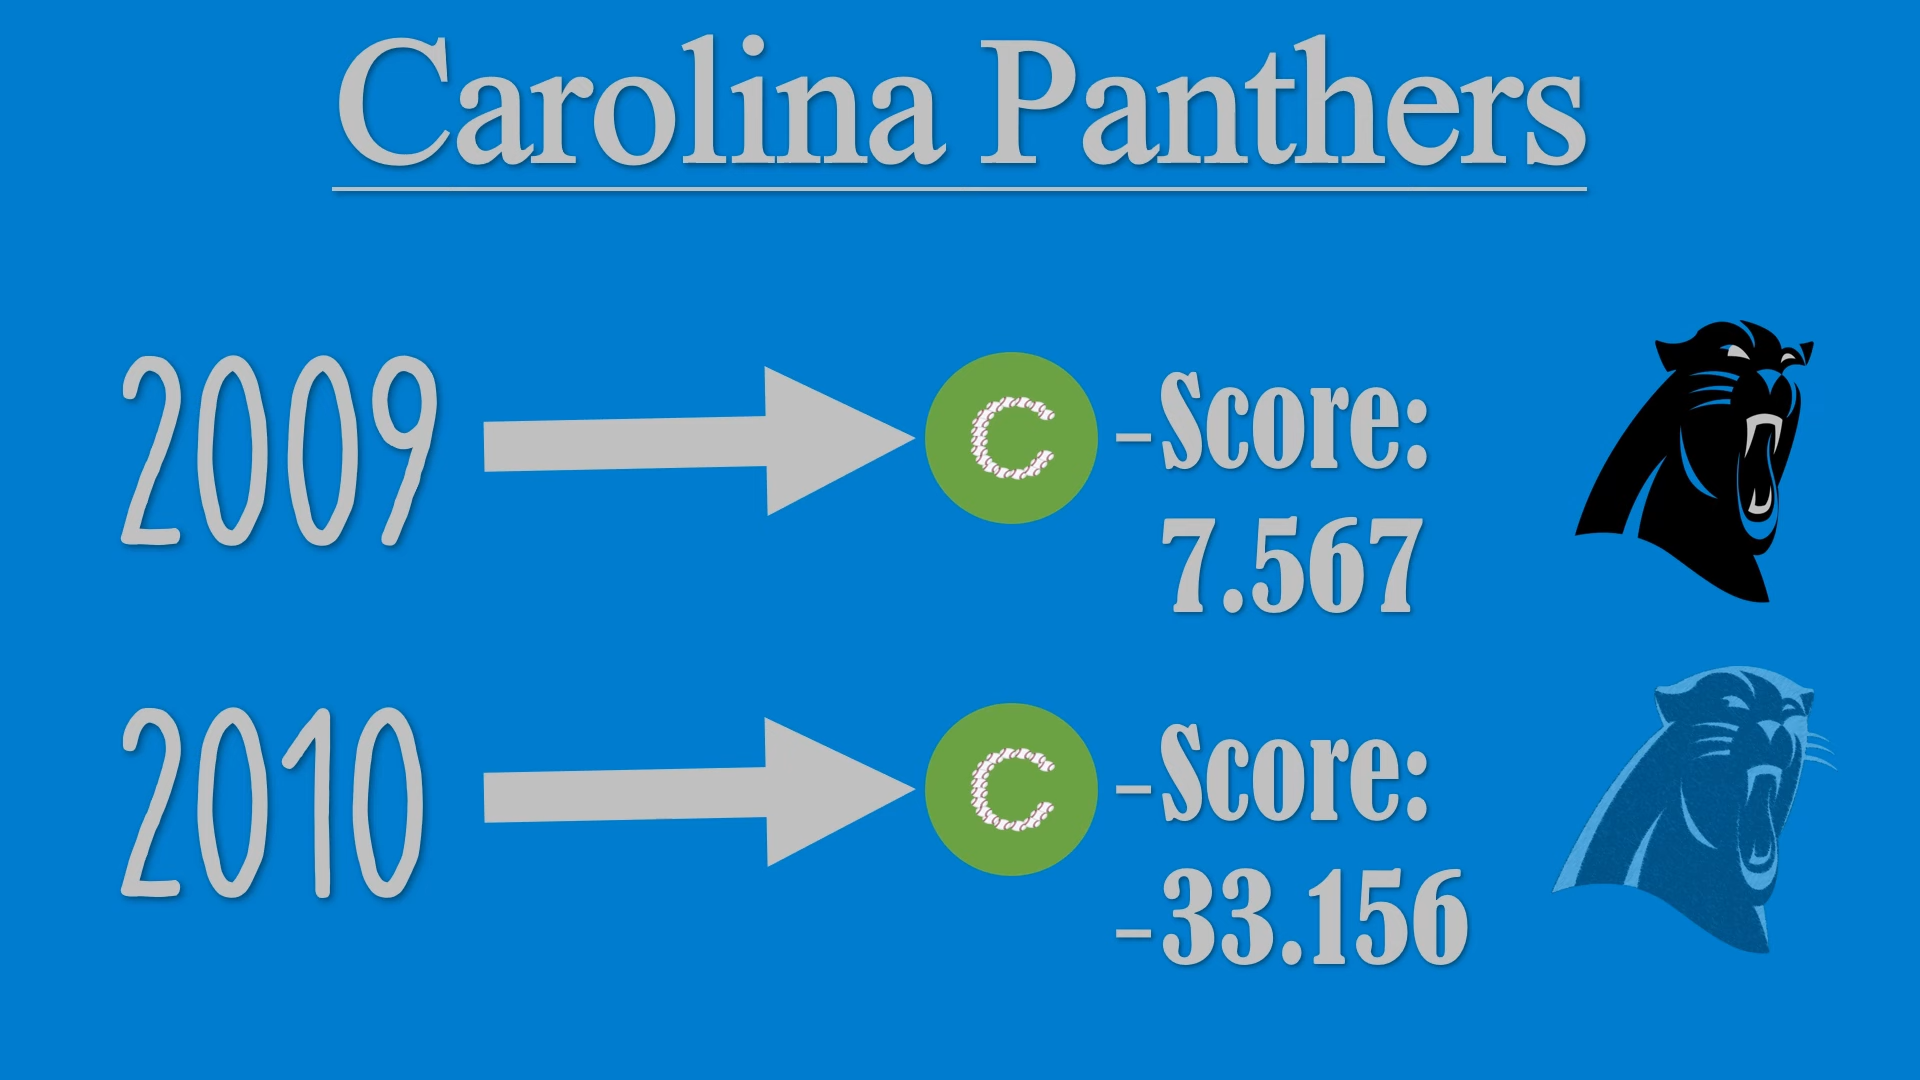 Carolina Panthers
2009 C -Score:
7.567
2010 C -Score:
-33.156